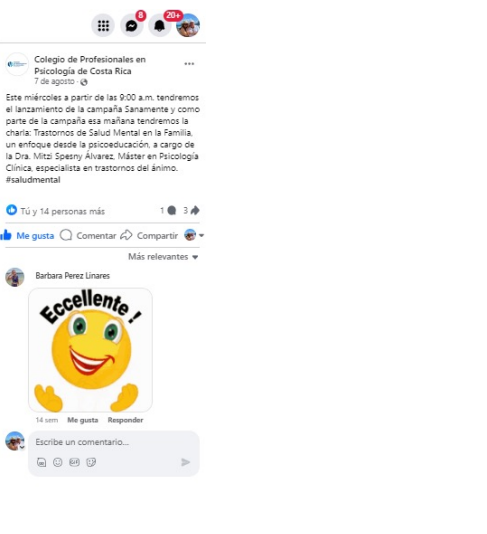 8
20+
Colegio de Profesionales en
Psicología de Costa Rica
7 de agosto ·
Este miércoles a partir de las 9:00 a.m. tendremos
el lanzamiento de la campaña Sanamente y como
parte de la campaña esa mañana tendremos la
charla: Trastornos de Salud Mental en la Familia,
un enfoque desde la psicoeducación, a cargo de
la Dra. Mitzi Spesny Álvarez, Máster en Psicología
Clínica, especialista en trastornos del ánimo.
#saludmental
Tú y 14 personas más 1 3
Me gusta Comentar Compartir
Más relevantes
Barbara Perez Linares
Eccellente !
14 sem Me gusta Responder
Escribe un comentario...
GIF